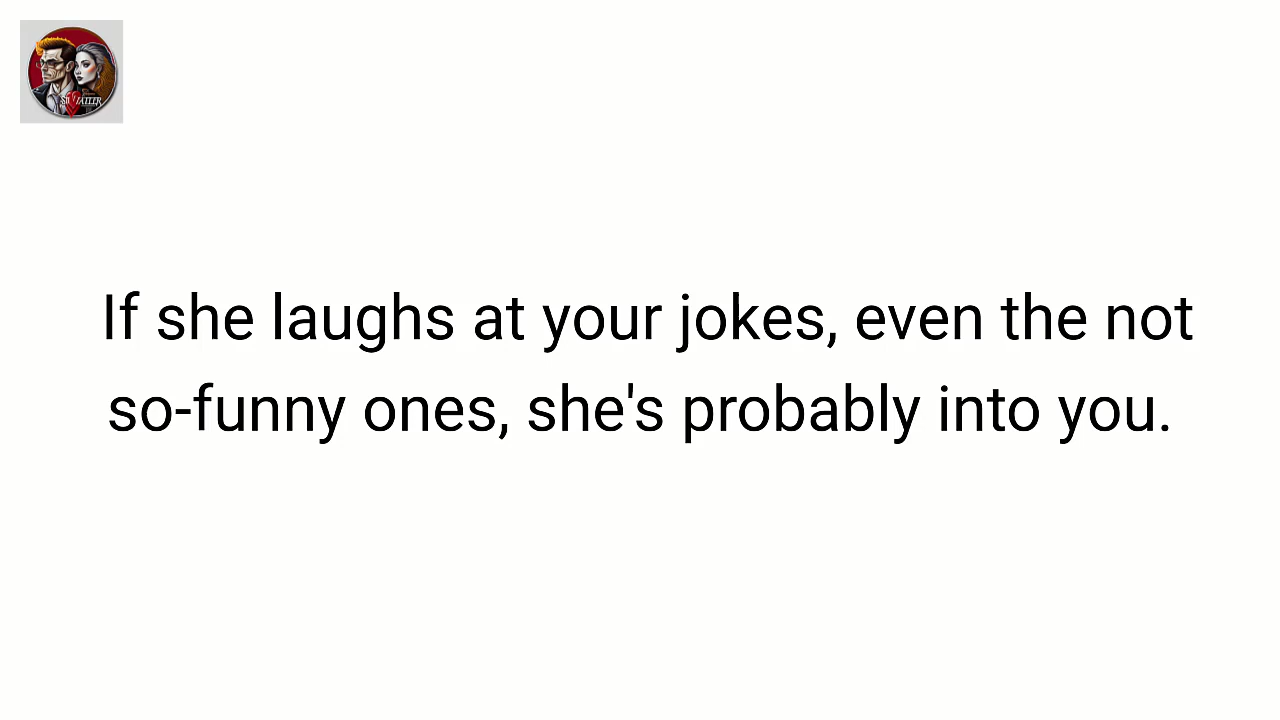 If she laughs at your jokes, even the not
so-funny ones, she's probably into you.